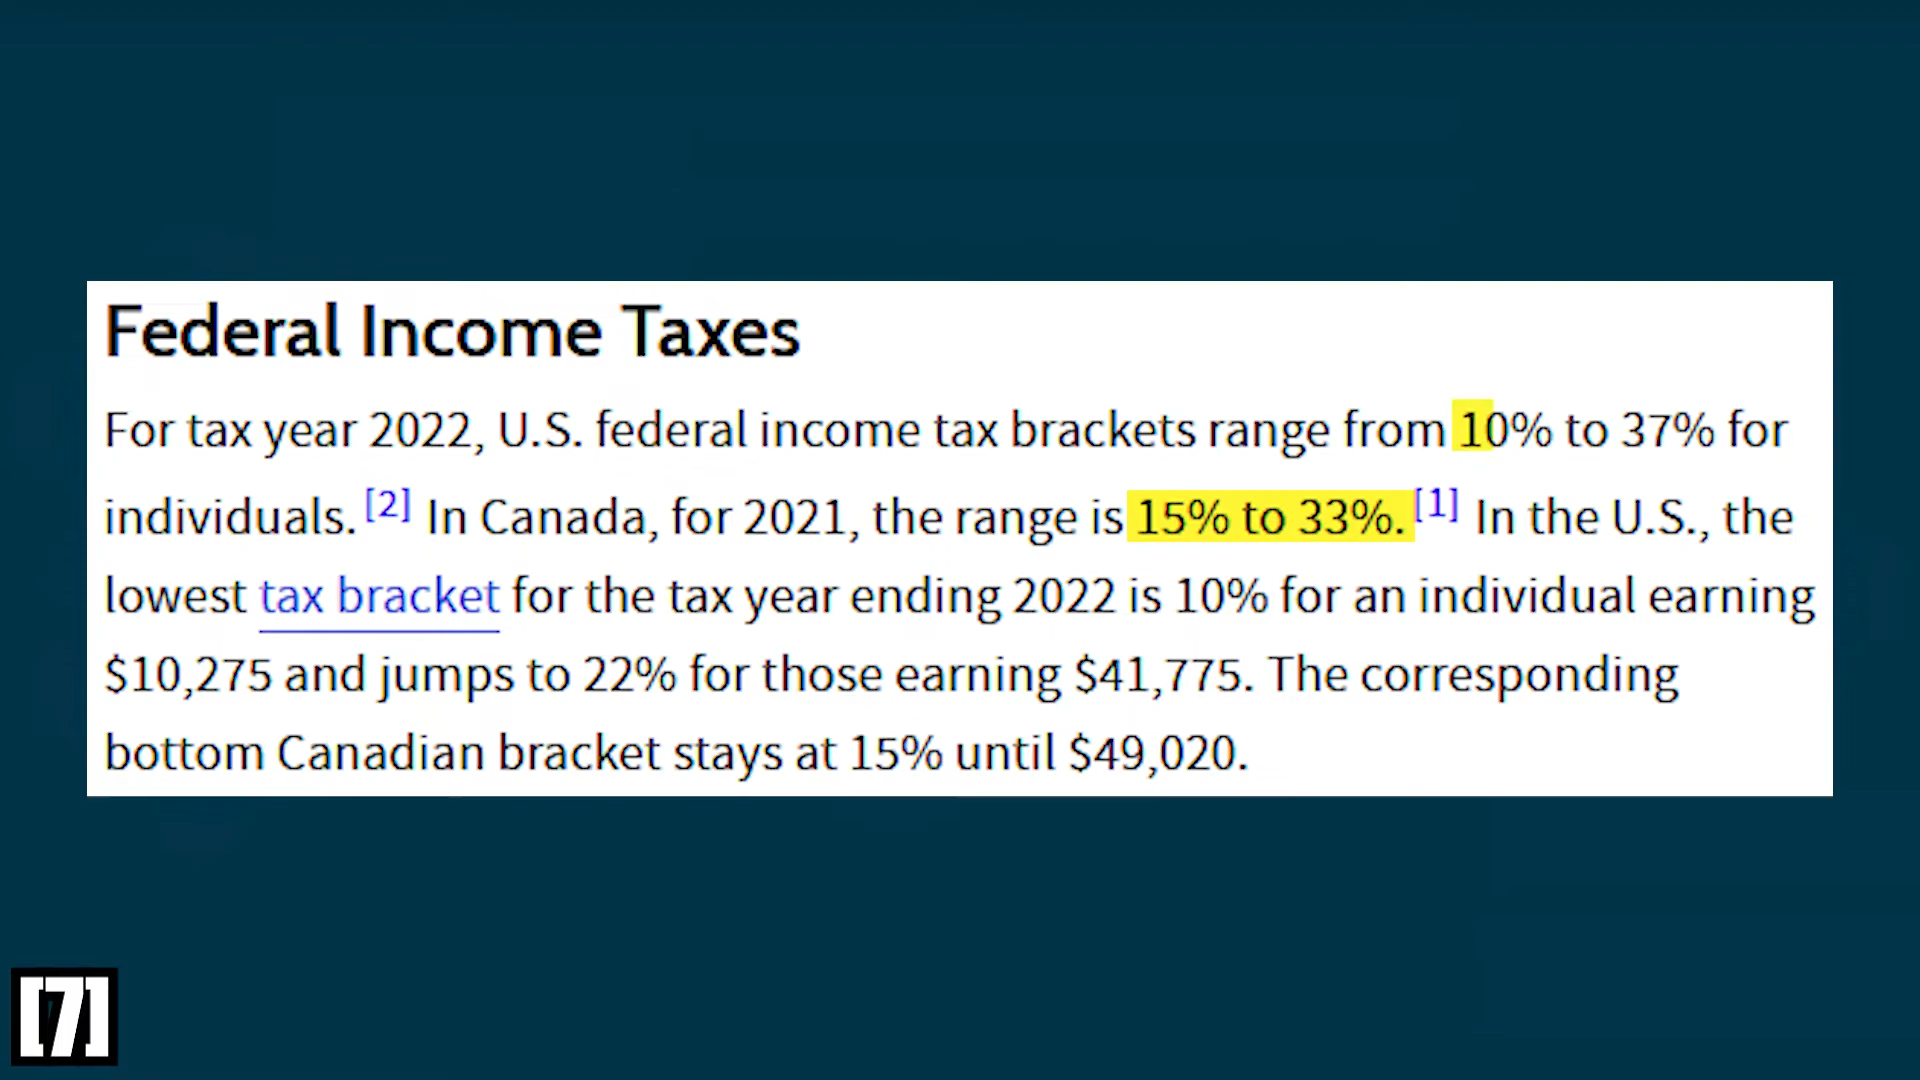 Federal Income Taxes
For tax year 2022, U.S. federal income tax brackets range from 10% to 37% for
individuals. [2] In Canada, for 2021, the range is 15% to 33%. [1] In the U.S., the
lowest tax bracket for the tax year ending 2022 is 10% for an individual earning
$10,275 and jumps to 22% for those earning $41,775. The corresponding
bottom Canadian bracket stays at 15% until $49,020.
[7]